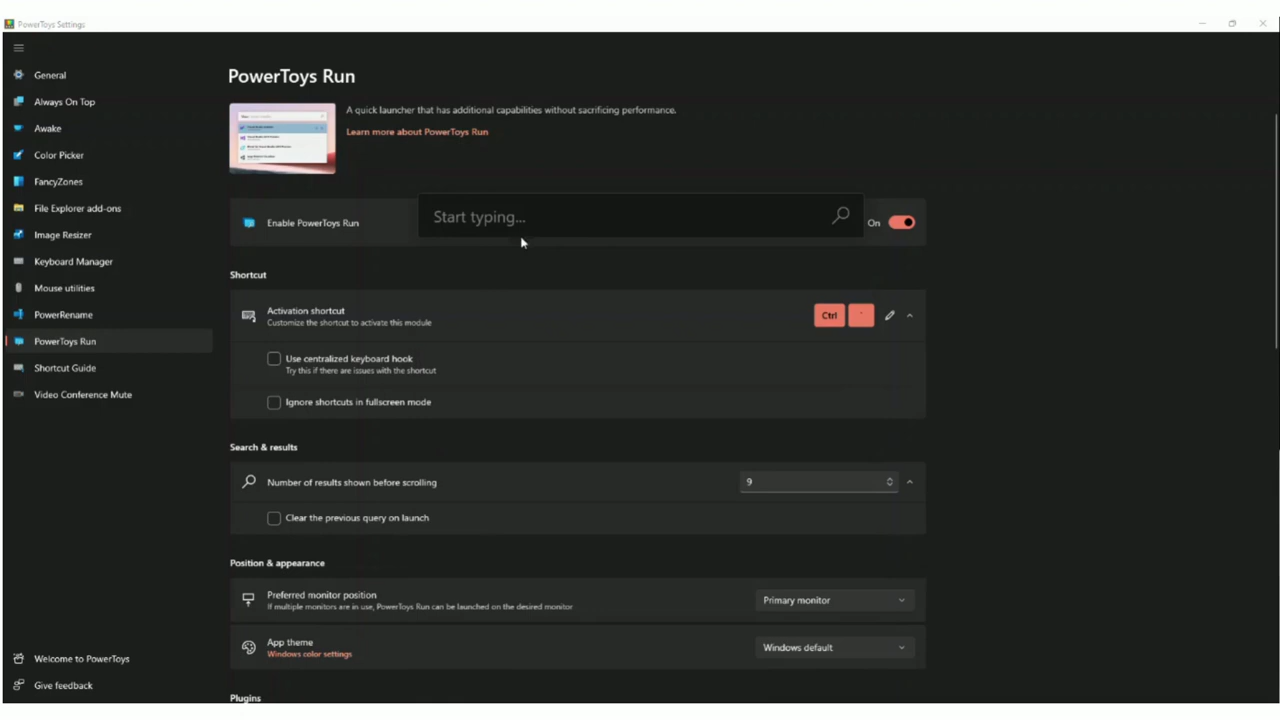 PowerToys Settings
General
Always On Top
Awake
Color Picker
FancyZones
File Explorer add-ons
Image Resizer
Keyboard Manager
Mouse utilities
PowerRename
PowerToys Run
Shortcut Guide
Video Conference Mute
Welcome to PowerToys
Give feedback
PowerToys Run
A quick launcher that has additional capabilities without sacrificing performance.
Learn more about PowerToys Run
Enable PowerToys Run
Start typing...
On
Shortcut
Activation shortcut
Customize the shortcut to activate this module
Ctrl `
Use centralized keyboard hook
Try this if there are issues with the shortcut
Ignore shortcuts in fullscreen mode
Search & results
Number of results shown before scrolling
9
Clear the previous query on launch
Position & appearance
Preferred monitor position
If multiple monitors are in use, PowerToys Run can be launched on the desired monitor
Primary monitor
App theme
Windows color settings
Windows default
Plugins